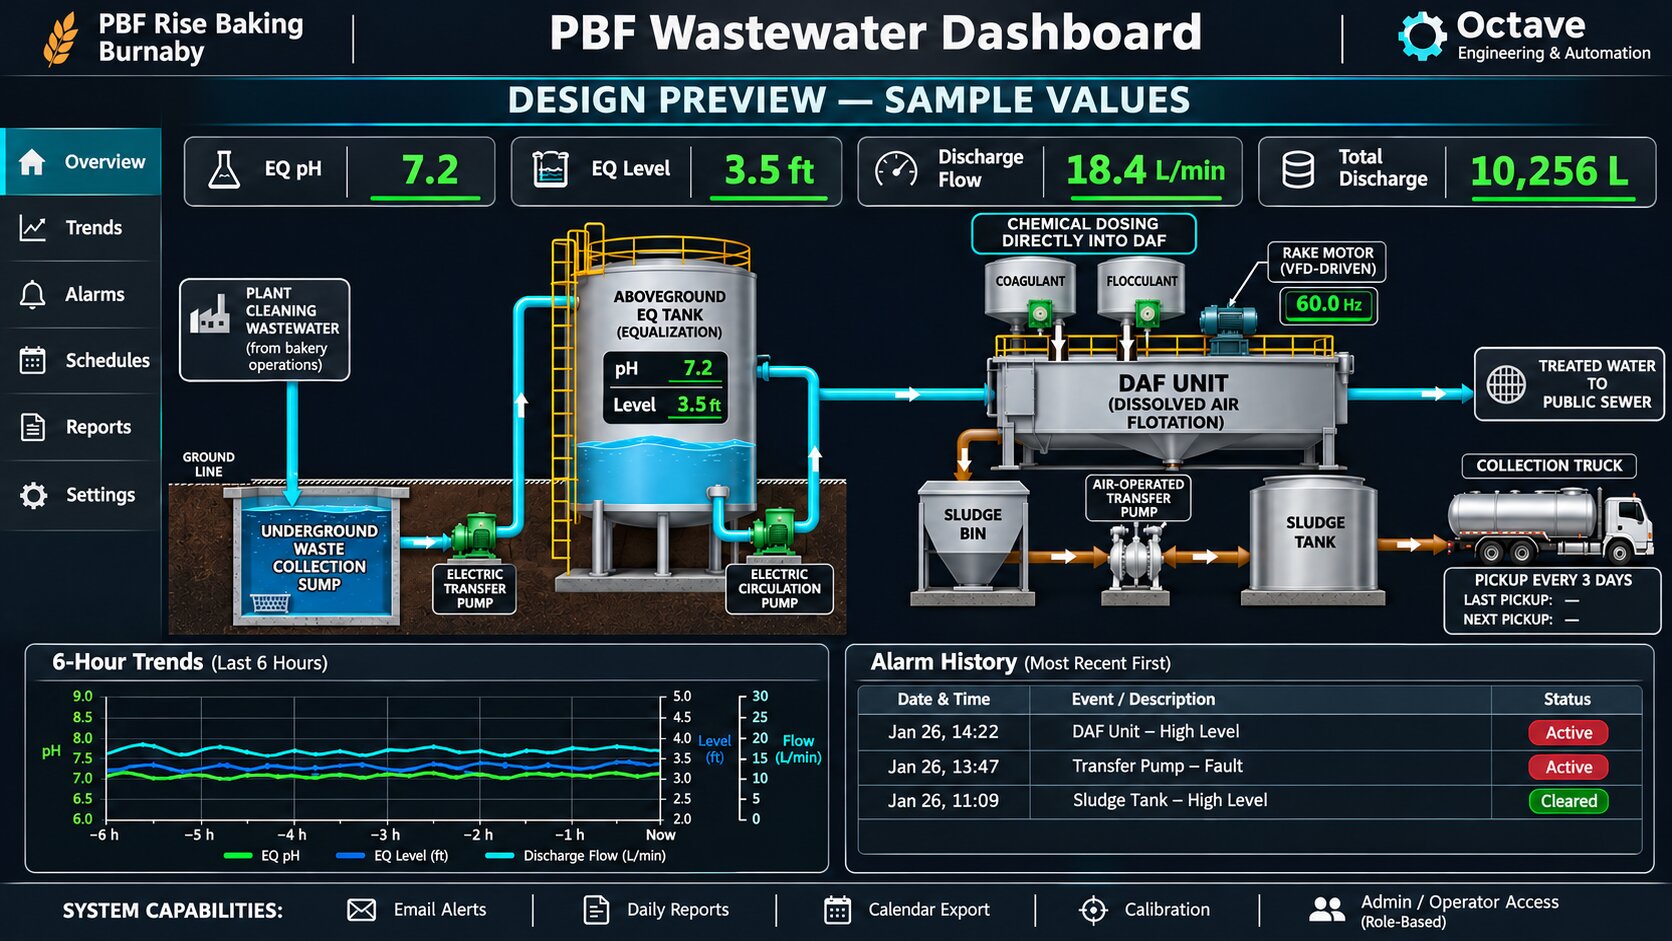 PBF Rise Baking
Burnaby
PBF Wastewater Dashboard
Octave
Engineering & Automation
DESIGN PREVIEW — SAMPLE VALUES
Overview
Trends
Alarms
Schedules
Reports
Settings
EQ pH
7.2
EQ Level
3.5 ft
Discharge
Flow
18.4 L/min
Total
Discharge
10,256 L
PLANT
CLEANING
WASTEWATER
(from bakery
operations)
GROUND
LINE
UNDERGROUND
WASTE
COLLECTION
SUMP
ELECTRIC
TRANSFER
PUMP
ABOVEGROUND
EQ TANK
(EQUALIZATION)
pH 7.2
Level 3.5 ft
ELECTRIC
CIRCULATION
PUMP
CHEMICAL DOSING
DIRECTLY INTO DAF
COAGULANT
FLOCCULANT
RAKE MOTOR
(VFD-DRIVEN)
60.0 Hz
DAF UNIT
(DISSOLVED AIR
FLOTATION)
TREATED WATER
TO
PUBLIC SEWER
SLUDGE
BIN
AIR-OPERATED
TRANSFER
PUMP
SLUDGE
TANK
COLLECTION TRUCK
PICKUP EVERY 3 DAYS
LAST PICKUP: —
NEXT PICKUP: —
6-Hour Trends (Last 6 Hours)
pH
9.0
8.5
8.0
7.5
7.0
6.5
6.0
5.0
4.5
4.0
3.5
3.0
2.5
2.0
Level
(ft)
30
25
20
15
10
5
0
Flow
(L/min)
−6 h −5 h −4 h −3 h −2 h −1 h Now
EQ pH EQ Level (ft) Discharge Flow (L/min)
Alarm History (Most Recent First)
Date & Time Event / Description Status
Jan 26, 14:22 DAF Unit – High Level Active
Jan 26, 13:47 Transfer Pump – Fault Active
Jan 26, 11:09 Sludge Tank – High Level Cleared
SYSTEM CAPABILITIES:
Email Alerts
Daily Reports
Calendar Export
Calibration
Admin / Operator Access
(Role-Based)